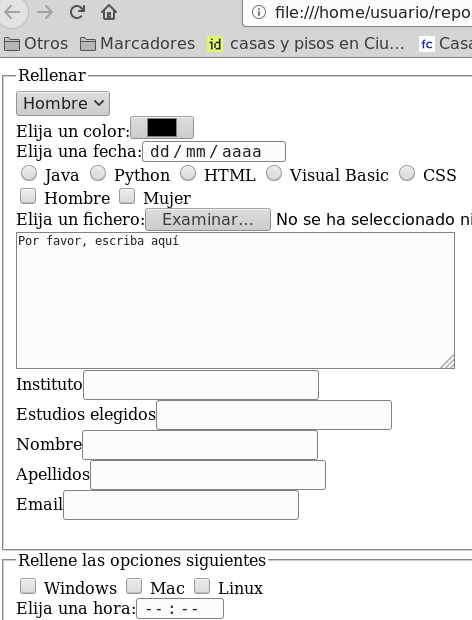 file:///home/usuario/repo
Otros Marcadores id casas y pisos en Ciu... fc Casa
Rellenar
Hombre
Elija un color:
Elija una fecha: dd/mm/aaaa
Java Python HTML Visual Basic CSS
Hombre Mujer
Elija un fichero: Examinar... No se ha seleccionado ni
Por favor, escriba aquí
Instituto
Estudios elegidos
Nombre
Apellidos
Email
Rellene las opciones siguientes
Windows Mac Linux
Elija una hora: --:--